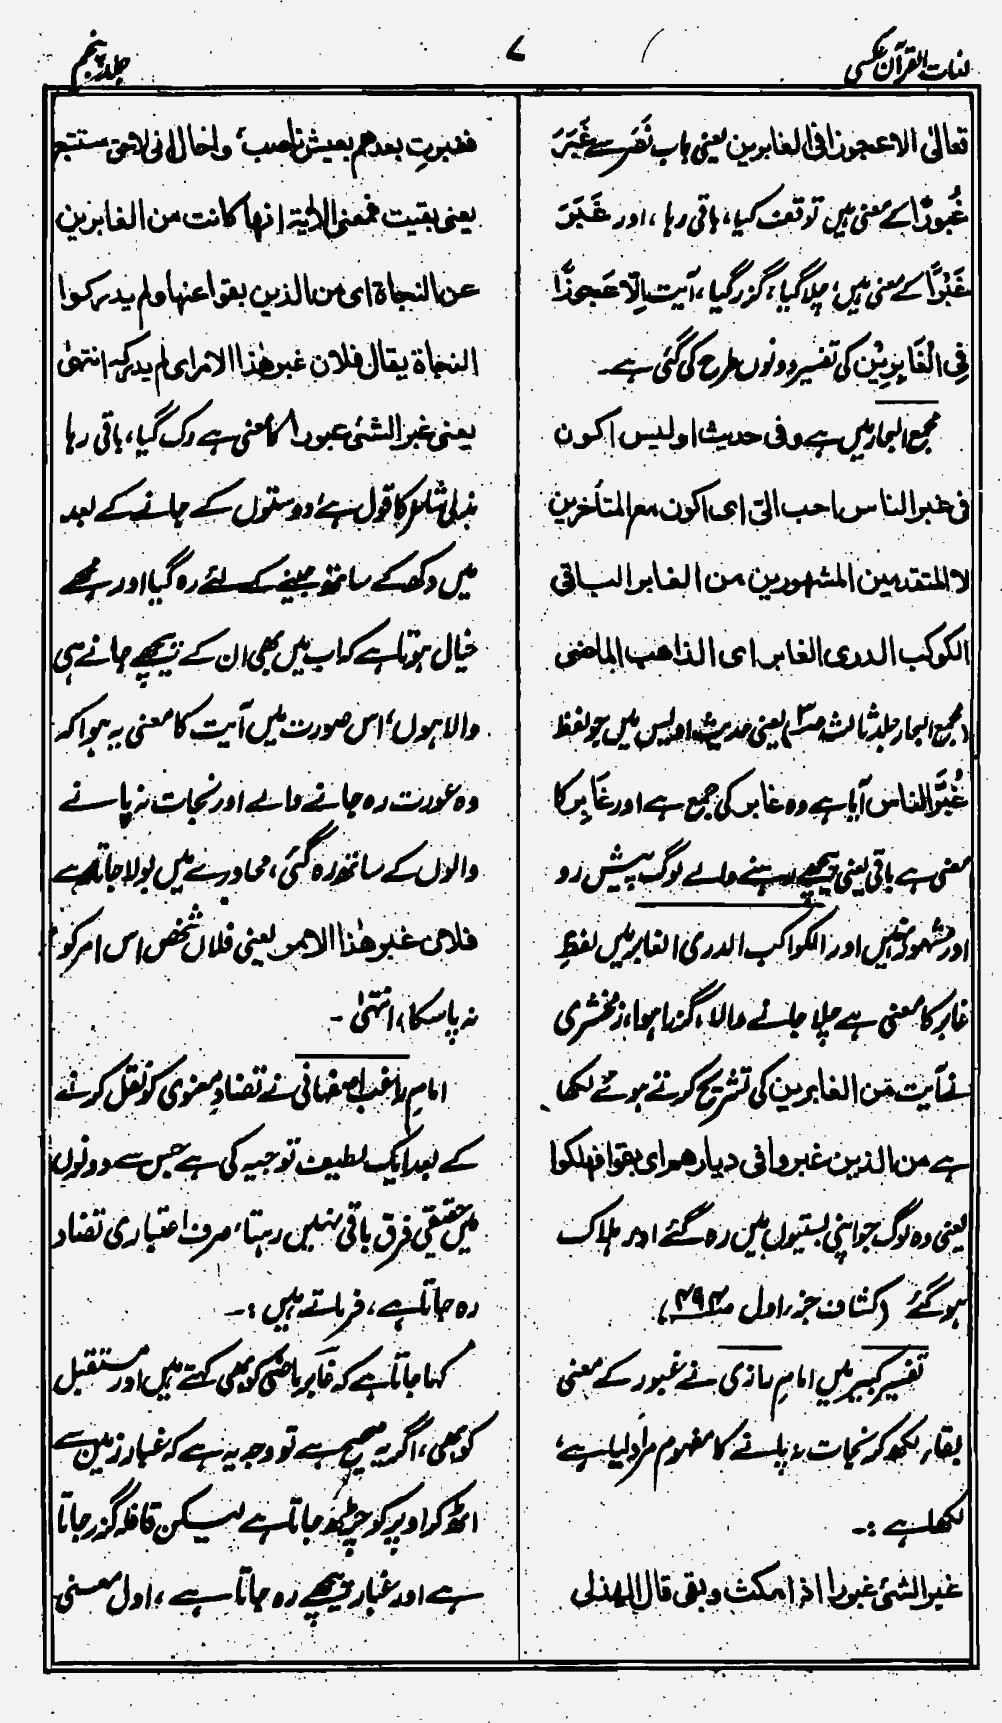 لغات القرآن عکسی
۷
جلد پنجم
تعالٰی الا عجوزا فی الغابرین یعنی باب نَصَرَ سے غَبَرَ
غُبورًا کے معنی ہیں توقف کیا، باقی رہا، اور غَبَرَ
غَبْرًا کے معنی ہیں، چلا گیا، گزر گیا، آیت اِلّا عَجوزًا
فِی الْغَابِرِیْن کی تفسیر دونوں طرح کی گئی ہے۔
مجمع البحار میں ہے وفی حدیث اولیس اکون
فی غبر الناس احب الیّ ای اکون مع المتأخرین
لا المتقدمین المشهورین من الغابر الباقی
الکوکب الدری الغابر ای الذاهب الماضی
(مجمع البحار جلد ثالث) یعنی حدیث اویس میں جو لفظ
غُبَّرالناس آیا ہے وہ غابر کی جمع ہے اور غَابِر کا
معنی ہے باقی یعنی پیچھے رہنے والے لوگ پیش رو
اور مشہور نہیں اور الکواکب الدری الغابر میں لفظِ
غابر کا معنی ہے چلا جانے والا، گزرا ہوا، زمخشری
نے آیت مَن الغابرین کی تشریح کرتے ہوئے لکھا
ہے من الذین غبروا فی دیارهم ای بقوا فهلکوا
یعنی وہ لوگ جو اپنی بستیوں میں رہ گئے اور ہلاک
ہو گئے (کشاف جزء اول ص۴۹۴)
تفسیر کبیر میں امام رازی نے غبور کے معنی
بقاء لکھ کر نجات نہ پانے کا مفہوم مراد لیا ہے،
لکھا ہے :۔
غبر الشیٔ غبورا اذا مکث وبقی قال الهذلی
فغبرت بعدهم بعیش ناصب، واخال انی لاحق مستتبع
یعنی بقیت فمعنی الاٰیة انها کانت من الغابرین
عن النجاة ای من الذین بقوا عنها ولم یدرکوا
النجاة یقال فلان غبر هٰذا الامر ای لم یدرکه انتهیٰ
یعنی غبر الشیٔ غبورا کا معنی ہے رک گیا، باقی رہا
ہذلی شاعر کا قول ہے، دوستوں کے جانے کے بعد
میں دکھ کے ساتھ جینے کے لئے رہ گیا اور مجھے
خیال ہوتا ہے کہ اب میں بھی ان کے پیچھے جانے ہی
والا ہوں، اس صورت میں آیت کا معنی یہ ہوا کہ
وہ عورت رہ جانے والے اور نجات نہ پانے
والوں کے ساتھ رہ گئی، محاورے میں بولا جاتا ہے
فلان غبر هٰذا الامر یعنی فلاں شخص اس امر کو
نہ پا سکا، انتہٰی ۔
امام راغب اصفہانی نے تضادِ معنوی کو نقل کرنے
کے بعد ایک لطیف توجیہ کی ہے جس سے دونوں
میں حقیقی فرق باقی نہیں رہتا، صرف اعتباری تضاد
رہ جاتا ہے، فرماتے ہیں :۔
کہا جاتا ہے کہ غابر ماضی کو بھی کہتے ہیں اور مستقبل
کو بھی، اگر یہ صحیح ہے تو وجہ یہ ہے کہ غبار زمین سے
اٹھ کر اوپر کو چڑھ جاتا ہے لیکن قافلہ گزر جاتا
ہے اور غبار پیچھے رہ جاتا ہے، اول معنی